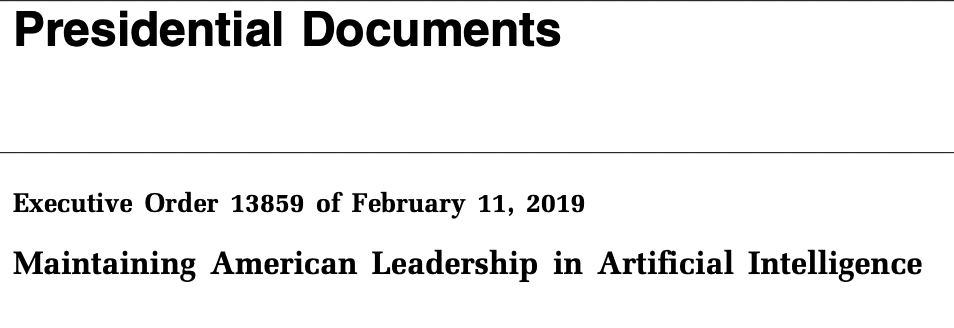 Presidential Documents
Executive Order 13859 of February 11, 2019
Maintaining American Leadership in Artificial Intelligence